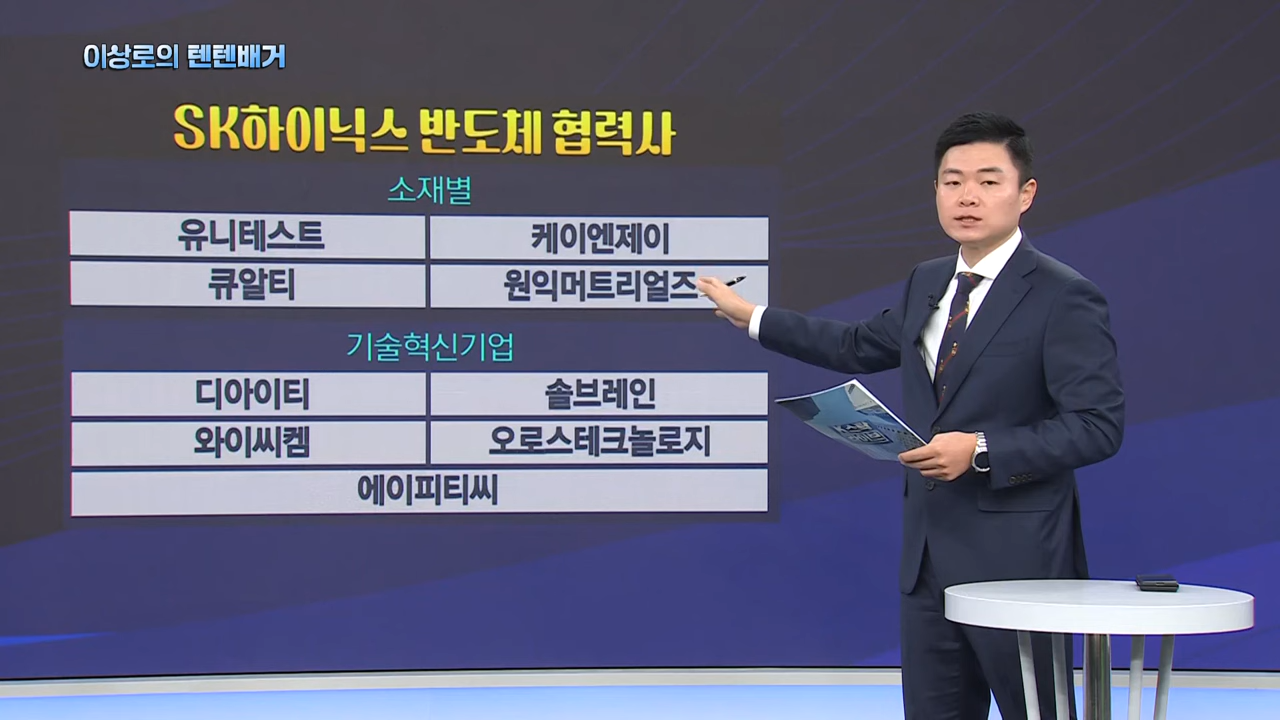 이상로의 텐텐배거
SK하이닉스 반도체 협력사
소재별
유니테스트 케이엔제이
큐알티 원익머트리얼즈
기술혁신기업
디아이티 솔브레인
와이씨켐 오로스테크놀로지
에이피티씨